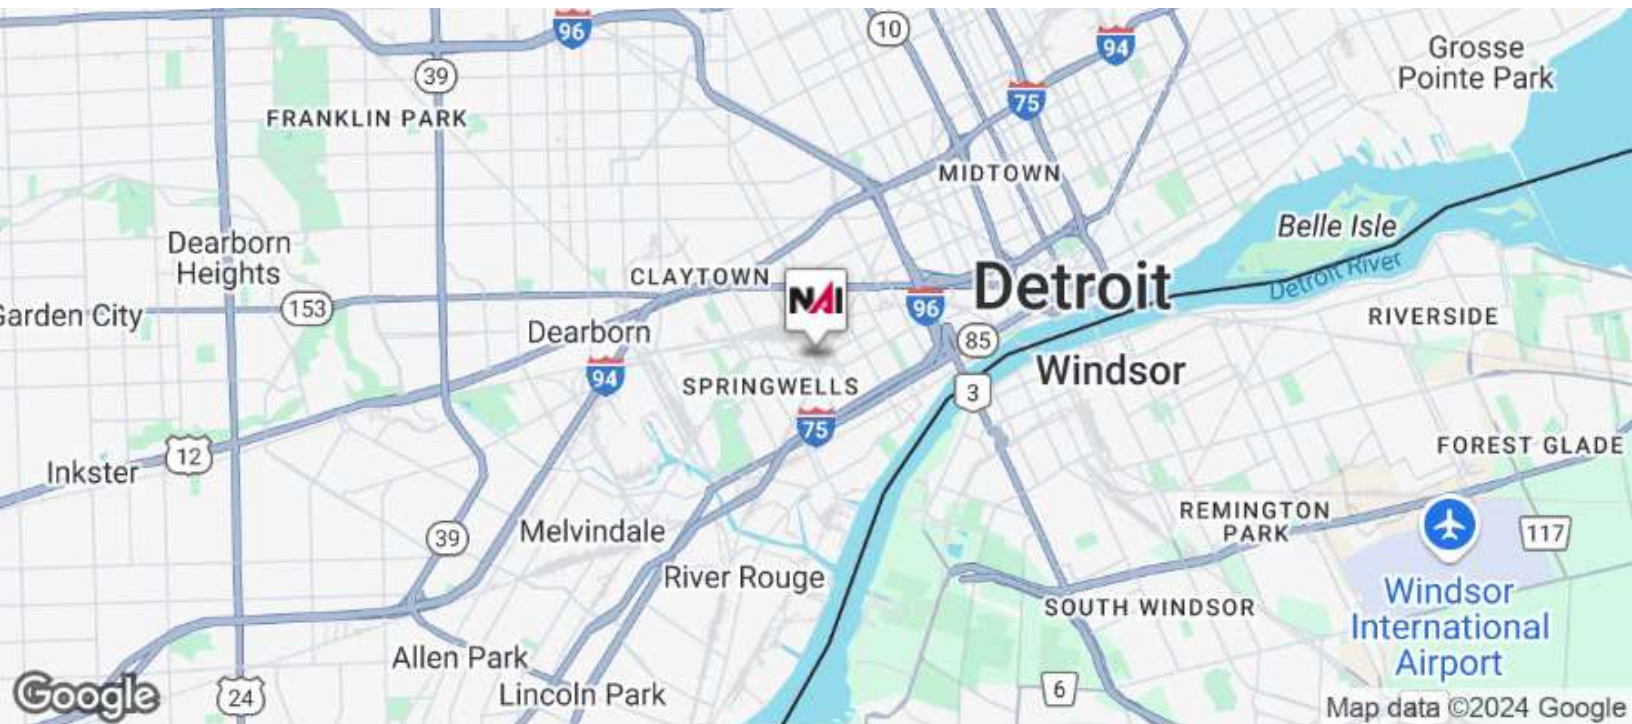 96
10
94
Grosse
Pointe Park
39
75
FRANKLIN PARK
MIDTOWN
Belle Isle
Dearborn
Heights
CLAYTOWN
Detroit
Detroit River
NAI
153
96
Garden City
RIVERSIDE
Dearborn
85
94
SPRINGWELLS
Windsor
3
75
12
Inkster
FOREST GLADE
39
Melvindale
REMINGTON
PARK
117
River Rouge
Windsor
International
Airport
SOUTH WINDSOR
Allen Park
24
Lincoln Park
6
Google
Map data ©2024 Google